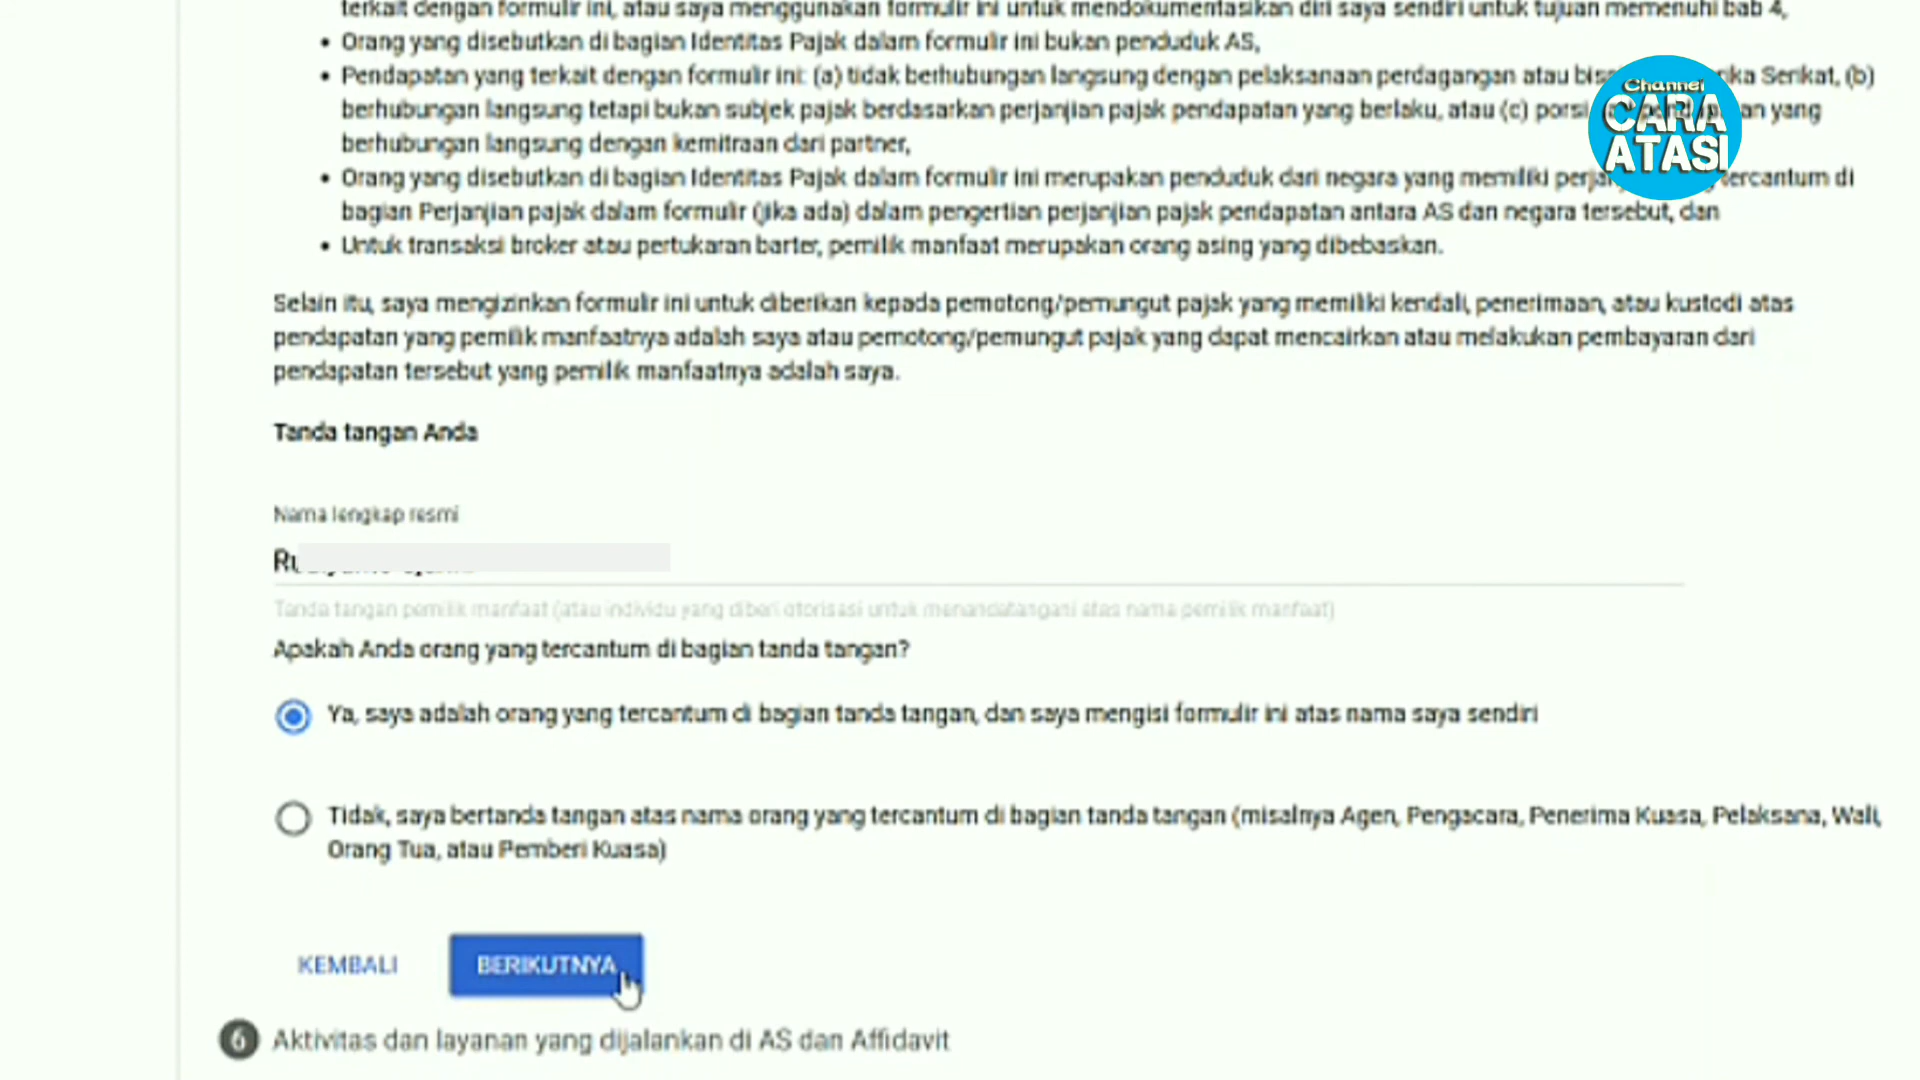 terkait dengan formulir ini, atau saya menggunakan formulir ini untuk mendokumentasikan diri saya sendiri untuk tujuan memenuhi bab 4,
• Orang yang disebutkan di bagian Identitas Pajak dalam formulir ini bukan penduduk AS,
• Pendapatan yang terkait dengan formulir ini: (a) tidak berhubungan langsung dengan pelaksanaan perdagangan atau Serikat, (b)
berhubungan langsung tetapi bukan subjek pajak berdasarkan perjanjian pajak pendapatan yang berlaku, atau (c) yang
berhubungan langsung dengan kemitraan dari partner,
• Orang yang disebutkan di bagian Identitas Pajak dalam formulir ini merupakan penduduk dari negara yang memiliki tercantum di
bagian Perjanjian pajak dalam formulir (jika ada) dalam pengertian perjanjian pajak pendapatan antara AS dan negara tersebut, dan
• Untuk transaksi broker atau pertukaran barter, pemilik manfaat merupakan orang asing yang dibebaskan.
Channel
CARA
ATASI
Selain itu, saya mengizinkan formulir ini untuk diberikan kepada pemotong/pemungut pajak yang memiliki kendali, penerimaan, atau kustodi atas
pendapatan yang pemilik manfaatnya adalah saya atau pemotong/pemungut pajak yang dapat mencairkan atau melakukan pembayaran dari
pendapatan tersebut yang pemilik manfaatnya adalah saya.
Tanda tangan Anda
Nama lengkap resmi
Tanda tangan pemilik manfaat (atau individu yang diberi otorisasi untuk menandatangani atas nama pemilik manfaat)
Apakah Anda orang yang tercantum di bagian tanda tangan?
Ya, saya adalah orang yang tercantum di bagian tanda tangan, dan saya mengisi formulir ini atas nama saya sendiri
Tidak, saya bertanda tangan atas nama orang yang tercantum di bagian tanda tangan (misalnya Agen, Pengacara, Penerima Kuasa, Pelaksana, Wali,
Orang Tua, atau Pemberi Kuasa)
KEMBALI BERIKUTNYA
6 Aktivitas dan layanan yang dijalankan di AS dan Affidavit